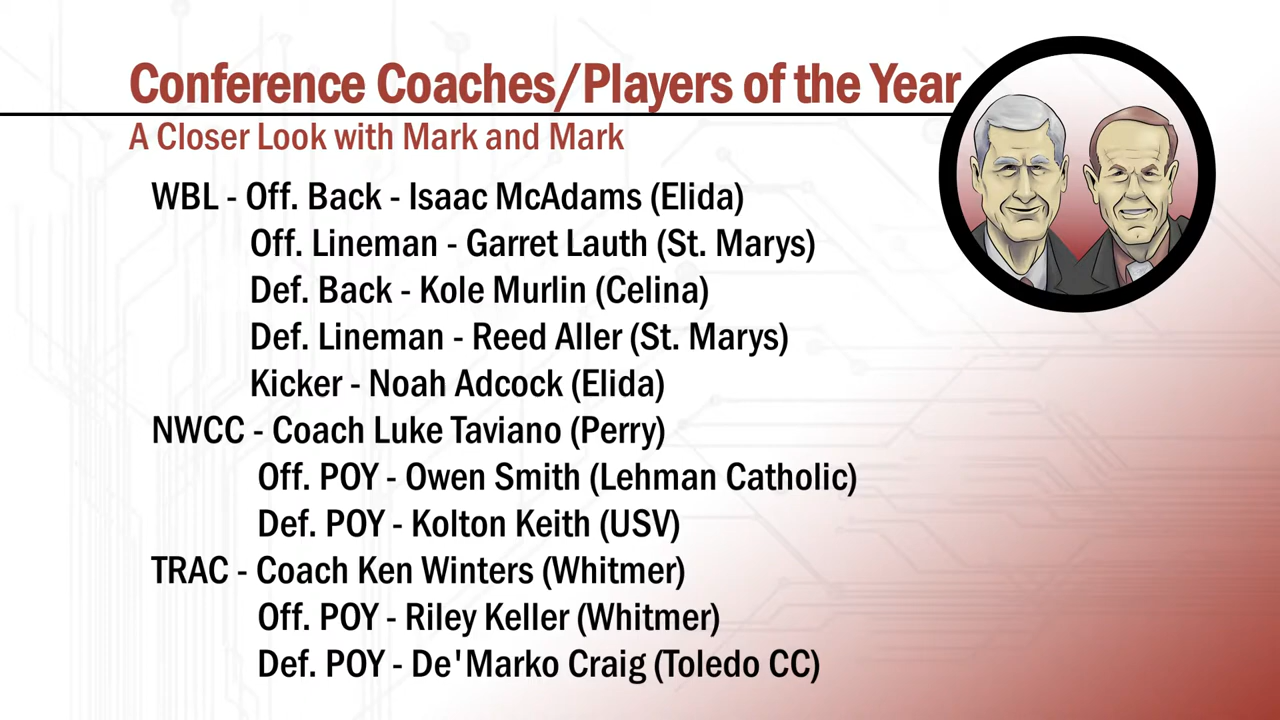 Conference Coaches/Players of the Year
A Closer Look with Mark and Mark
WBL - Off. Back - Isaac McAdams (Elida)
Off. Lineman - Garret Lauth (St. Marys)
Def. Back - Kole Murlin (Celina)
Def. Lineman - Reed Aller (St. Marys)
Kicker - Noah Adcock (Elida)
NWCC - Coach Luke Taviano (Perry)
Off. POY - Owen Smith (Lehman Catholic)
Def. POY - Kolton Keith (USV)
TRAC - Coach Ken Winters (Whitmer)
Off. POY - Riley Keller (Whitmer)
Def. POY - De'Marko Craig (Toledo CC)